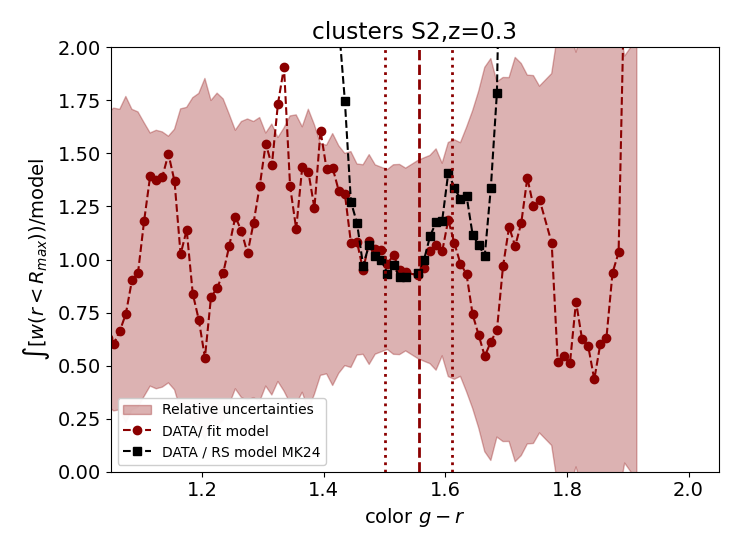 clusters S2,z=0.3
∫[w(r < R_max))/model
2.00
1.75
1.50
1.25
1.00
0.75
0.50
0.25
0.00
Relative uncertainties
DATA/ fit model
DATA / RS model MK24
1.2 1.4 1.6 1.8 2.0
color g − r